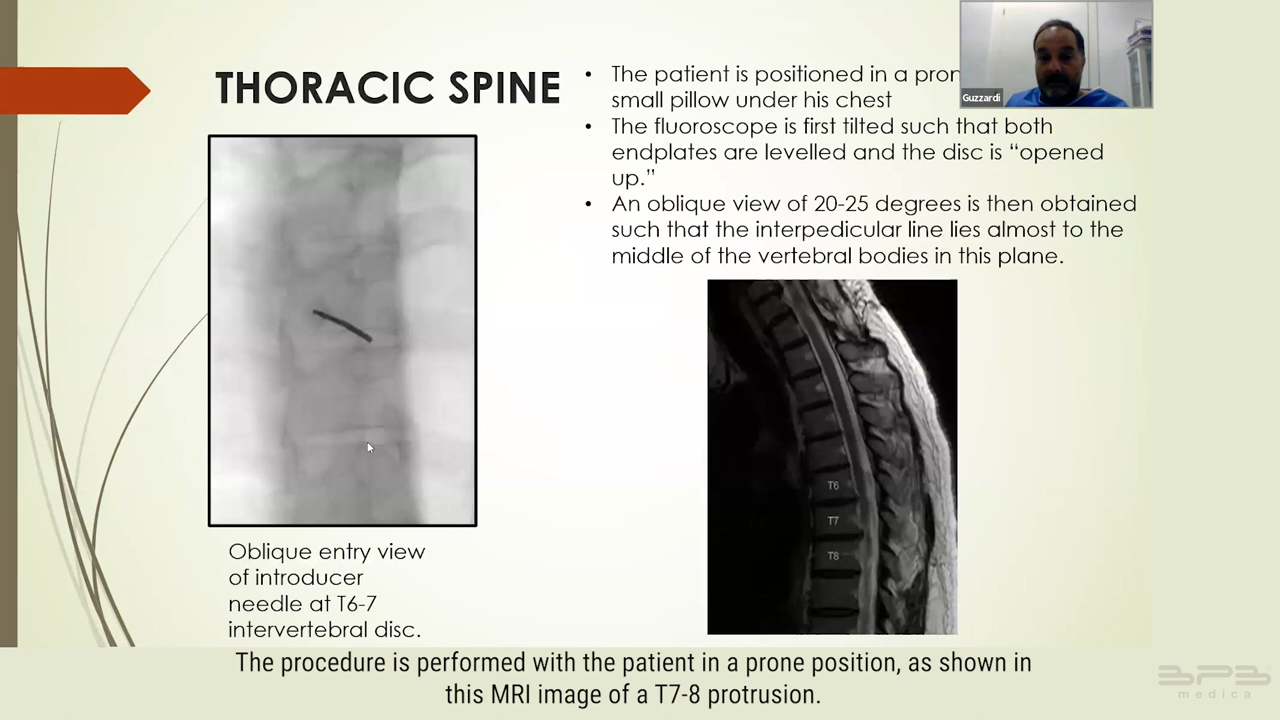 THORACIC SPINE
• The patient is positioned in a pron
small pillow under his chest
• The fluoroscope is first tilted such that both
endplates are levelled and the disc is “opened
up.”
• An oblique view of 20-25 degrees is then obtained
such that the interpedicular line lies almost to the
middle of the vertebral bodies in this plane.
Guzzardi
T6
T7
T8
Oblique entry view
of introducer
needle at T6-7
intervertebral disc.
The procedure is performed with the patient in a prone position, as shown in
this MRI image of a T7-8 protrusion.
BPB
medica